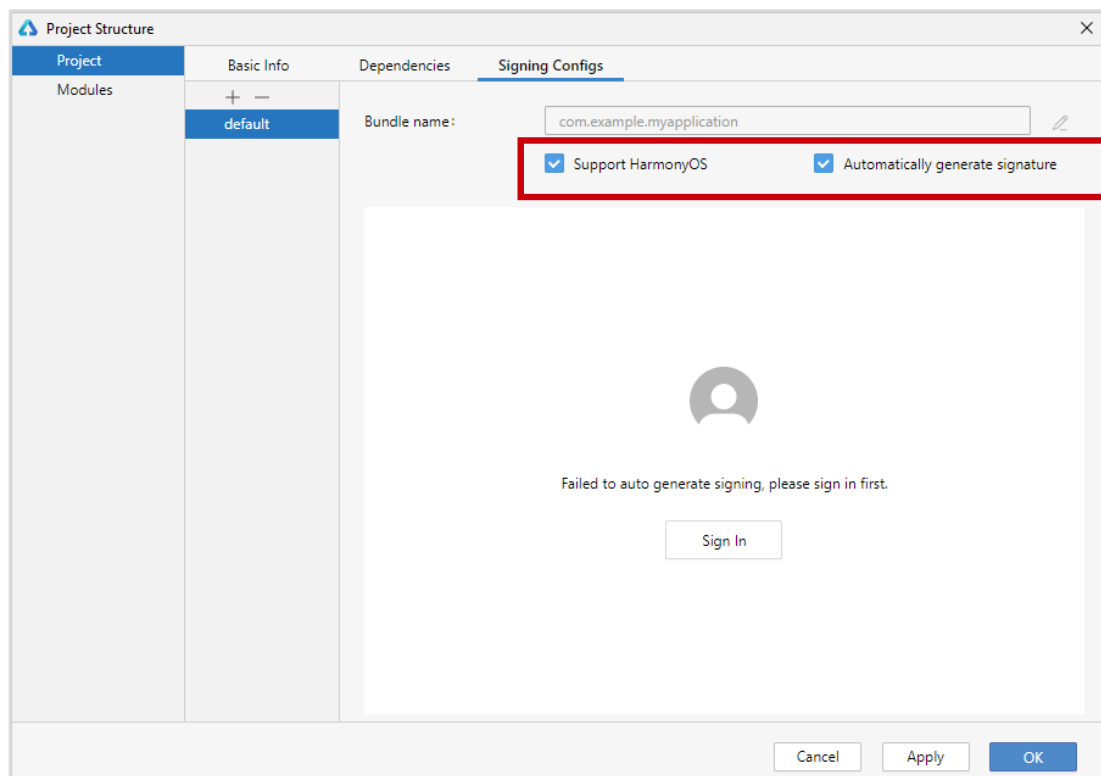 Project Structure
Project
Modules
Basic Info
Dependencies
Signing Configs
default
Bundle name：
com.example.myapplication
Support HarmonyOS
Automatically generate signature
Failed to auto generate signing, please sign in first.
Sign In
Cancel
Apply
OK